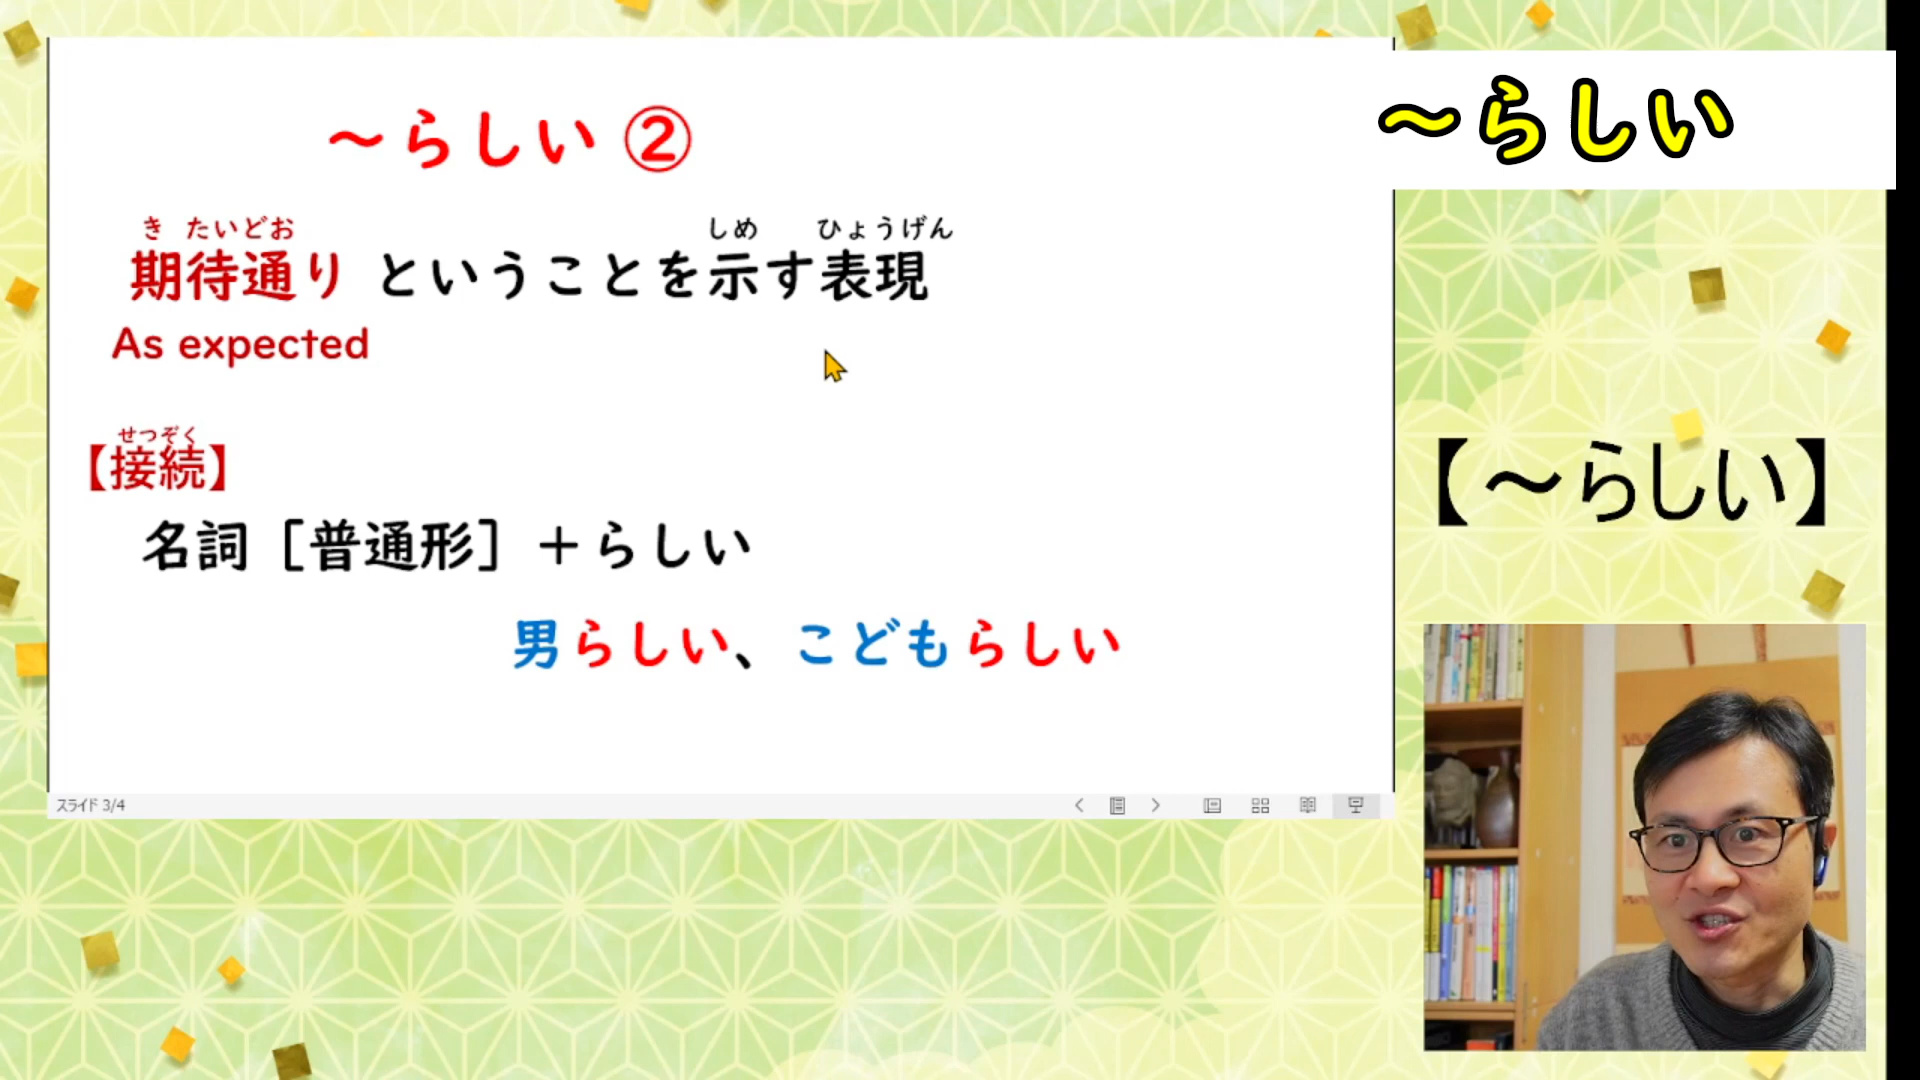 ～らしい ②
き たいどお しめ ひょうげん
期待通り ということを示す表現
As expected
せつぞく
【接続】
名詞［普通形］＋らしい
男らしい、こどもらしい
スライド 3/4
～らしい
【～らしい】